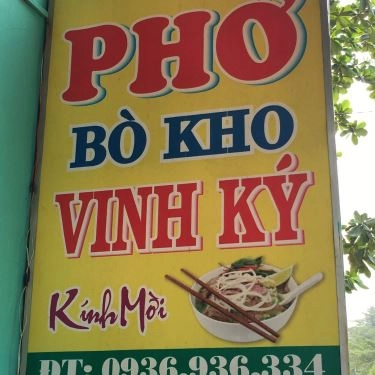 PHỞ
BÒ KHO
VINH KÝ
Kính Mời
ĐT: 0936.936.334